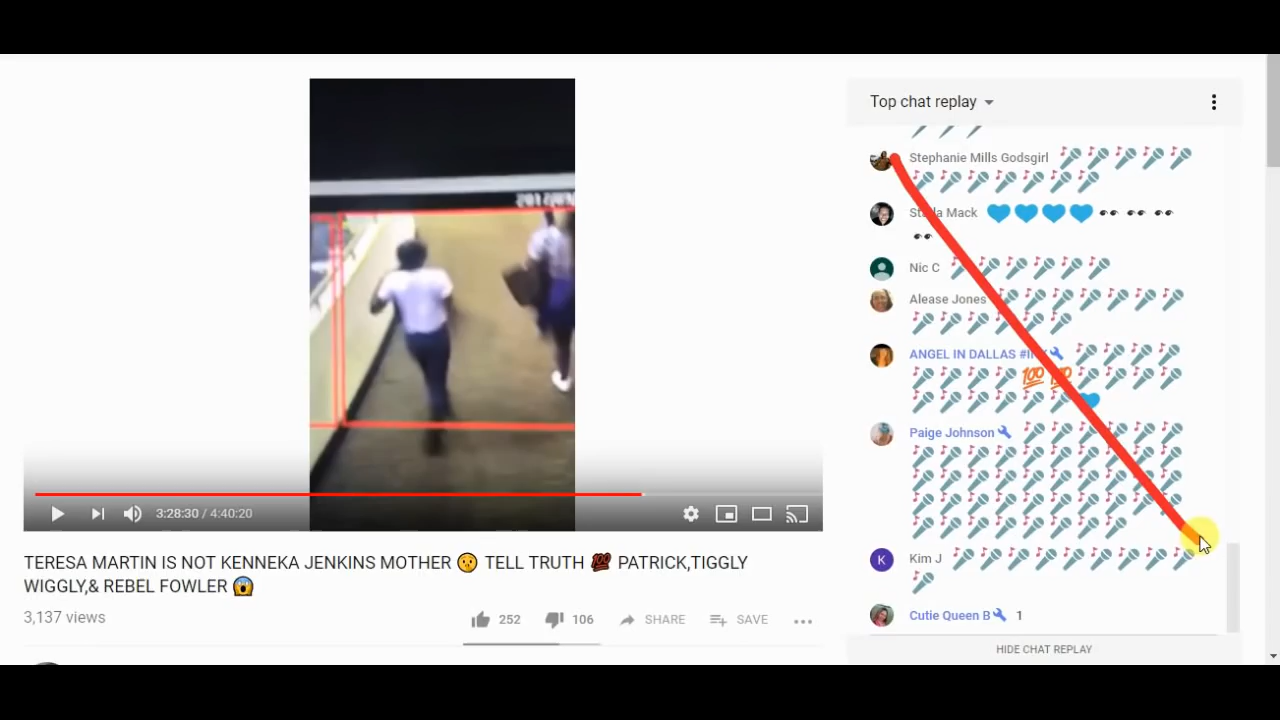 Top chat replay
Stephanie Mills Godsgirl
Mack
Nic C
Alease Jones
ANGEL IN DALLAS
Paige Johnson
Kim J
Cutie Queen B 1
HIDE CHAT REPLAY
3:28:30 / 4:40:20
TERESA MARTIN IS NOT KENNEKA JENKINS MOTHER 🤫 TELL TRUTH 💯 PATRICK,TIGGLY
WIGGLY,& REBEL FOWLER 😱
3,137 views
252
106
SHARE
SAVE